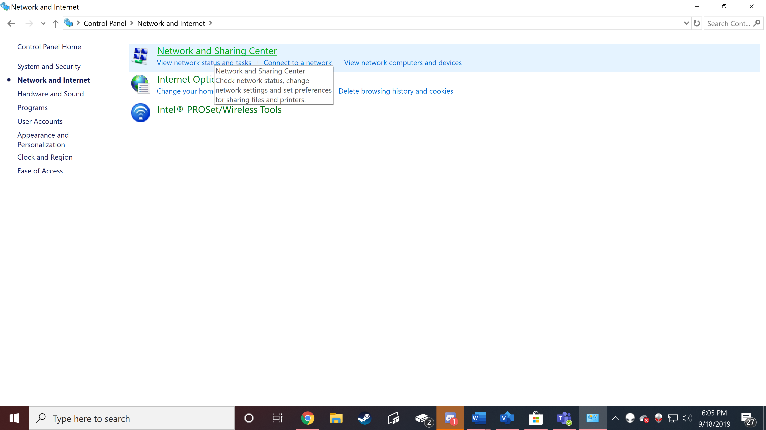 Network and Internet
Control Panel > Network and Internet >
Search Cont...
Control Panel Home
System and Security
Network and Internet
Hardware and Sound
Programs
User Accounts
Appearance and
Personalization
Clock and Region
Ease of Access
Network and Sharing Center
View network status and tasks Connect to a network View network computers and devices
Network and Sharing Center
Check network status, change
network settings and set preferences
for sharing files and printers
Internet Opti
Change your hom
Delete browsing history and cookies
Intel® PROSet/Wireless Tools
Type here to search
2
1
6:05 PM
9/18/2019
27